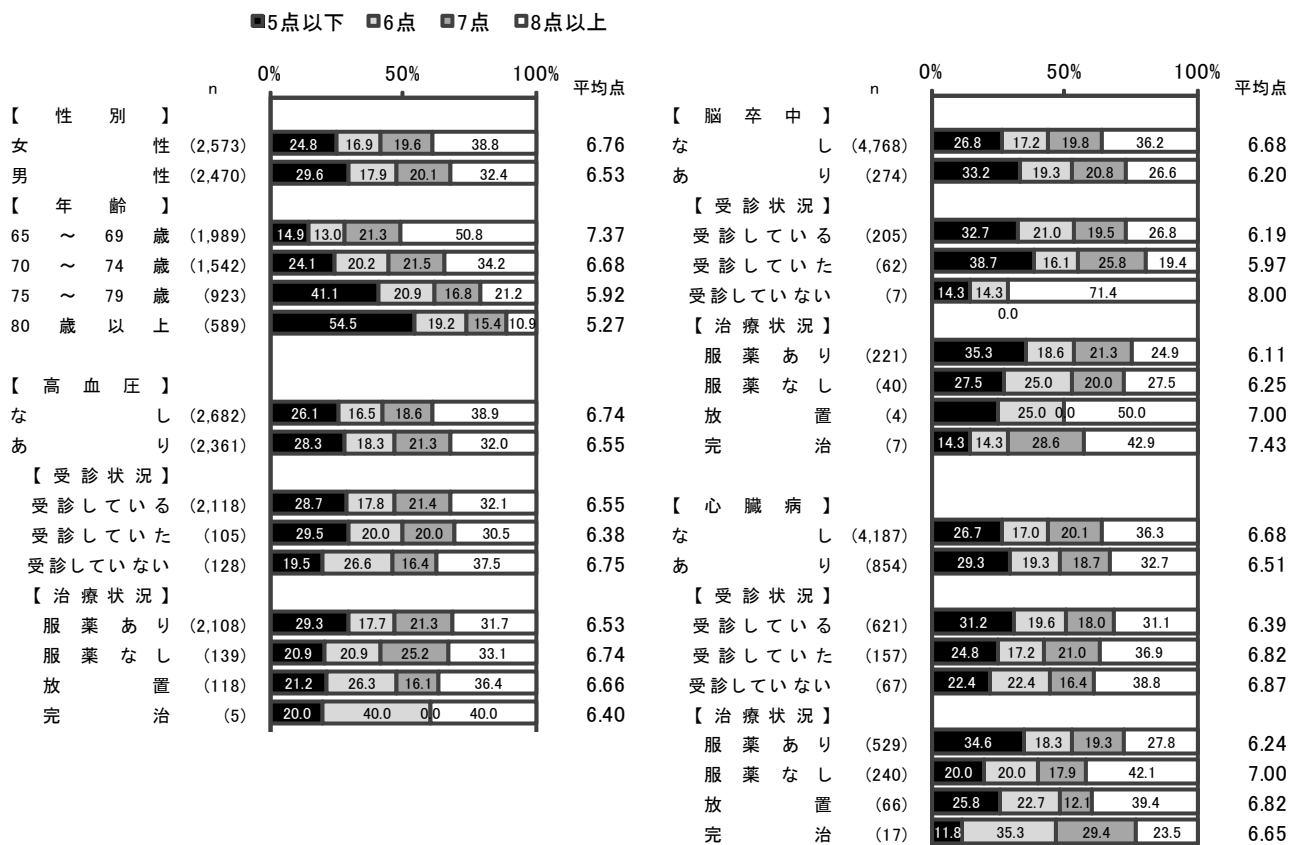 ■5点以下 □6点 ■7点 □8点以上
n 0% 50% 100% 平均点
【性別】
女性 (2,573) 24.8 16.9 19.6 38.8 6.76
男性 (2,470) 29.6 17.9 20.1 32.4 6.53
【年齢】
65～69歳 (1,989) 14.9 13.0 21.3 50.8 7.37
70～74歳 (1,542) 24.1 20.2 21.5 34.2 6.68
75～79歳 (923) 41.1 20.9 16.8 21.2 5.92
80歳以上 (589) 54.5 19.2 15.4 10.9 5.27
【高血圧】
なし (2,682) 26.1 16.5 18.6 38.9 6.74
あり (2,361) 28.3 18.3 21.3 32.0 6.55
【受診状況】
受診している (2,118) 28.7 17.8 21.4 32.1 6.55
受診していた (105) 29.5 20.0 20.0 30.5 6.38
受診していない (128) 19.5 26.6 16.4 37.5 6.75
【治療状況】
服薬あり (2,108) 29.3 17.7 21.3 31.7 6.53
服薬なし (139) 20.9 20.9 25.2 33.1 6.74
放置 (118) 21.2 26.3 16.1 36.4 6.66
完治 (5) 20.0 40.0 0.0 40.0 6.40
n 0% 50% 100% 平均点
【脳卒中】
なし (4,768) 26.8 17.2 19.8 36.2 6.68
あり (274) 33.2 19.3 20.8 26.6 6.20
【受診状況】
受診している (205) 32.7 21.0 19.5 26.8 6.19
受診していた (62) 38.7 16.1 25.8 19.4 5.97
受診していない (7) 14.3 14.3 71.4 8.00
0.0
【治療状況】
服薬あり (221) 35.3 18.6 21.3 24.9 6.11
服薬なし (40) 27.5 25.0 20.0 27.5 6.25
放置 (4) 25.0 0.0 50.0 7.00
完治 (7) 14.3 14.3 28.6 42.9 7.43
【心臓病】
なし (4,187) 26.7 17.0 20.1 36.3 6.68
あり (854) 29.3 19.3 18.7 32.7 6.51
【受診状況】
受診している (621) 31.2 19.6 18.0 31.1 6.39
受診していた (157) 24.8 17.2 21.0 36.9 6.82
受診していない (67) 22.4 22.4 16.4 38.8 6.87
【治療状況】
服薬あり (529) 34.6 18.3 19.3 27.8 6.24
服薬なし (240) 20.0 20.0 17.9 42.1 7.00
放置 (66) 25.8 22.7 12.1 39.4 6.82
完治 (17) 11.8 35.3 29.4 23.5 6.65